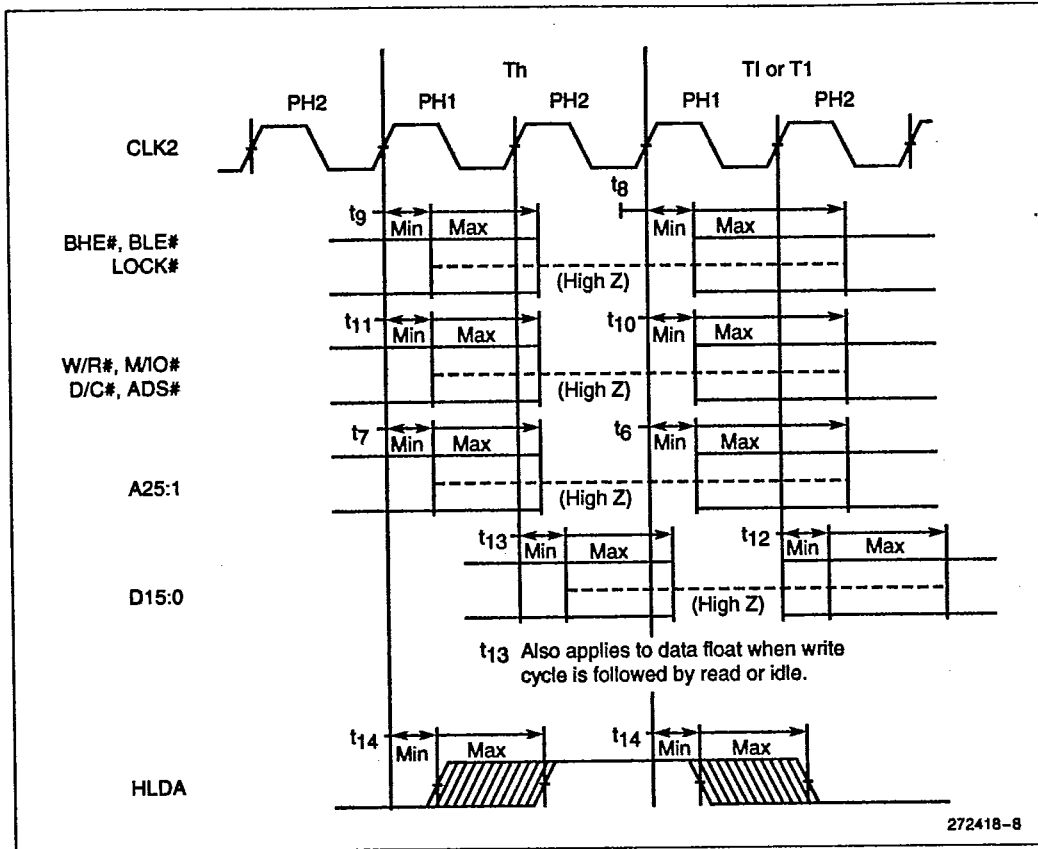 Th TI or T1
PH2 PH1 PH2 PH1 PH2
CLK2
t9 Min Max t8 Min Max
BHE#, BLE#
LOCK#
(High Z)
t11 Min Max t10 Min Max
W/R#, M/IO#
D/C#, ADS#
(High Z)
t7 Min Max t6 Min Max
A25:1
(High Z)
t13 Min Max t12 Min Max
D15:0
(High Z)
t13 Also applies to data float when write
cycle is followed by read or idle.
t14 Min Max t14 Min Max
HLDA
272418-8